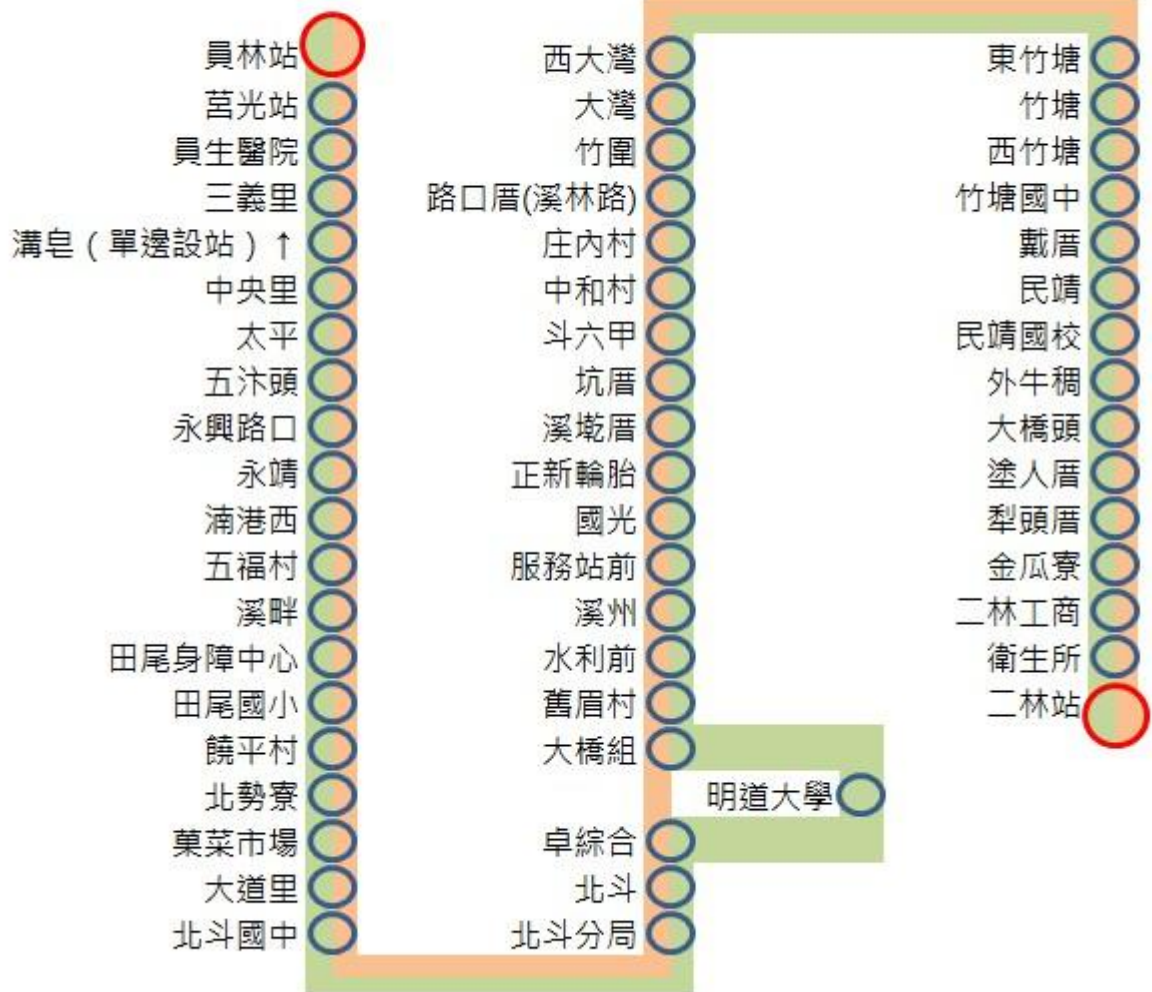 員林站
莒光站
員生醫院
三義里
溝皂（單邊設站）↑
中央里
太平
五汴頭
永興路口
永靖
湳港西
五福村
溪畔
田尾身障中心
田尾國小
饒平村
北勢寮
菓菜市場
大道里
北斗國中
西大灣
大灣
竹圍
路口厝(溪林路)
庄內村
中和村
斗六甲
坑厝
溪墘厝
正新輪胎
國光
服務站前
溪州
水利前
舊眉村
大橋組
明道大學
卓綜合
北斗
北斗分局
東竹塘
竹塘
西竹塘
竹塘國中
戴厝
民靖
民靖國校
外牛稠
大橋頭
塗人厝
犁頭厝
金瓜寮
二林工商
衛生所
二林站